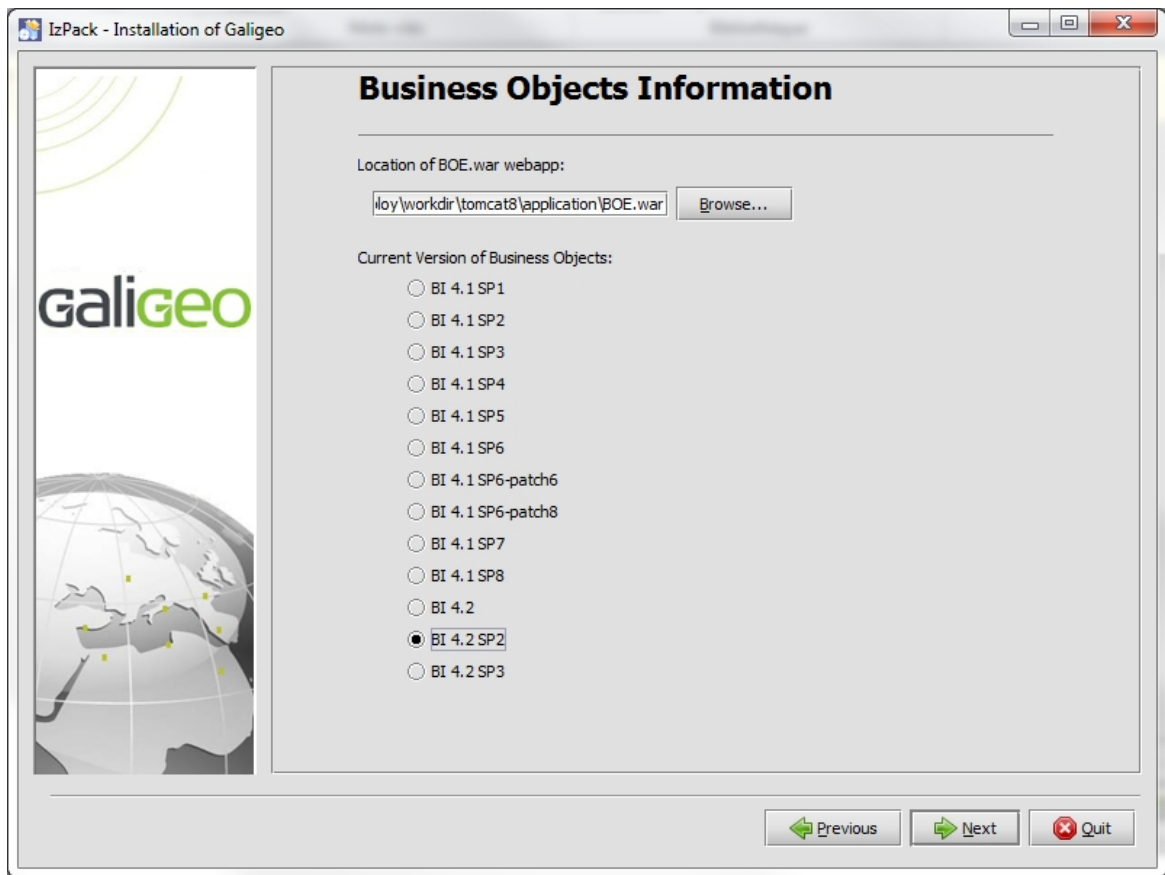 IzPack - Installation of Galigeo
Business Objects Information
Location of BOE.war webapp:
loy\workdir\tomcat8\application\BOE.war
Browse...
Current Version of Business Objects:
BI 4.1 SP1
BI 4.1 SP2
BI 4.1 SP3
BI 4.1 SP4
BI 4.1 SP5
BI 4.1 SP6
BI 4.1 SP6-patch6
BI 4.1 SP6-patch8
BI 4.1 SP7
BI 4.1 SP8
BI 4.2
BI 4.2 SP2
BI 4.2 SP3
Galigeo
Previous
Next
Quit